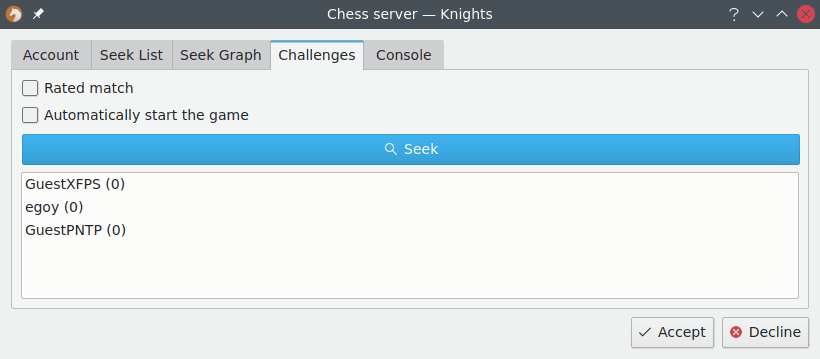 Chess server — Knights
Account Seek List Seek Graph Challenges Console
Rated match
Automatically start the game
Seek
GuestXFPS (0)
egoy (0)
GuestPNTP (0)
Accept Decline